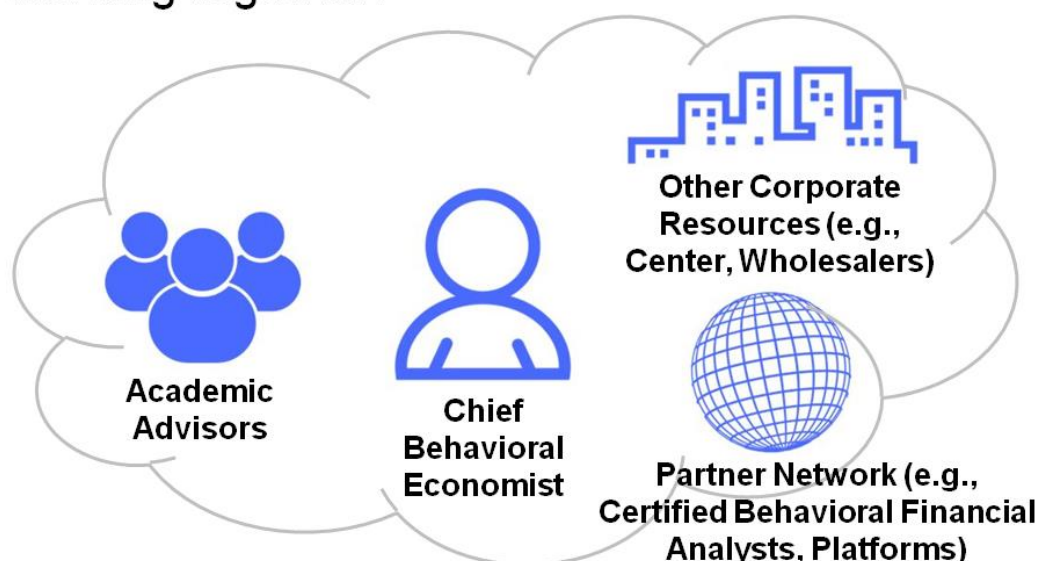 Academic
Advisors
Chief
Behavioral
Economist
Other Corporate
Resources (e.g.,
Center, Wholesalers)
Partner Network (e.g.,
Certified Behavioral Financial
Analysts, Platforms)